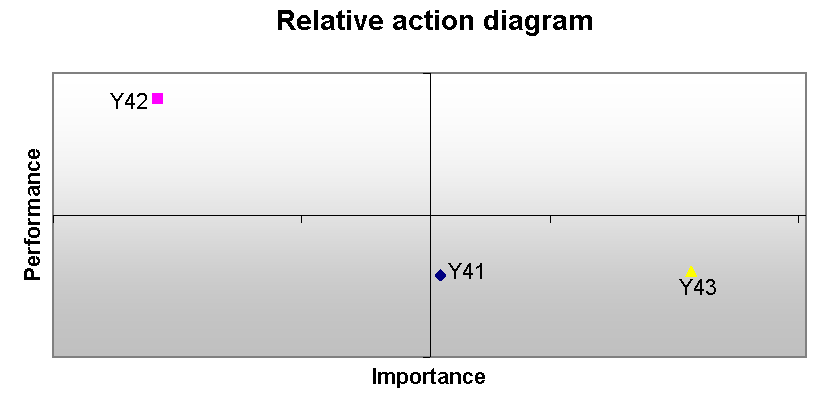 Relative action diagram
Y42
Performance
Y41
Y43
Importance